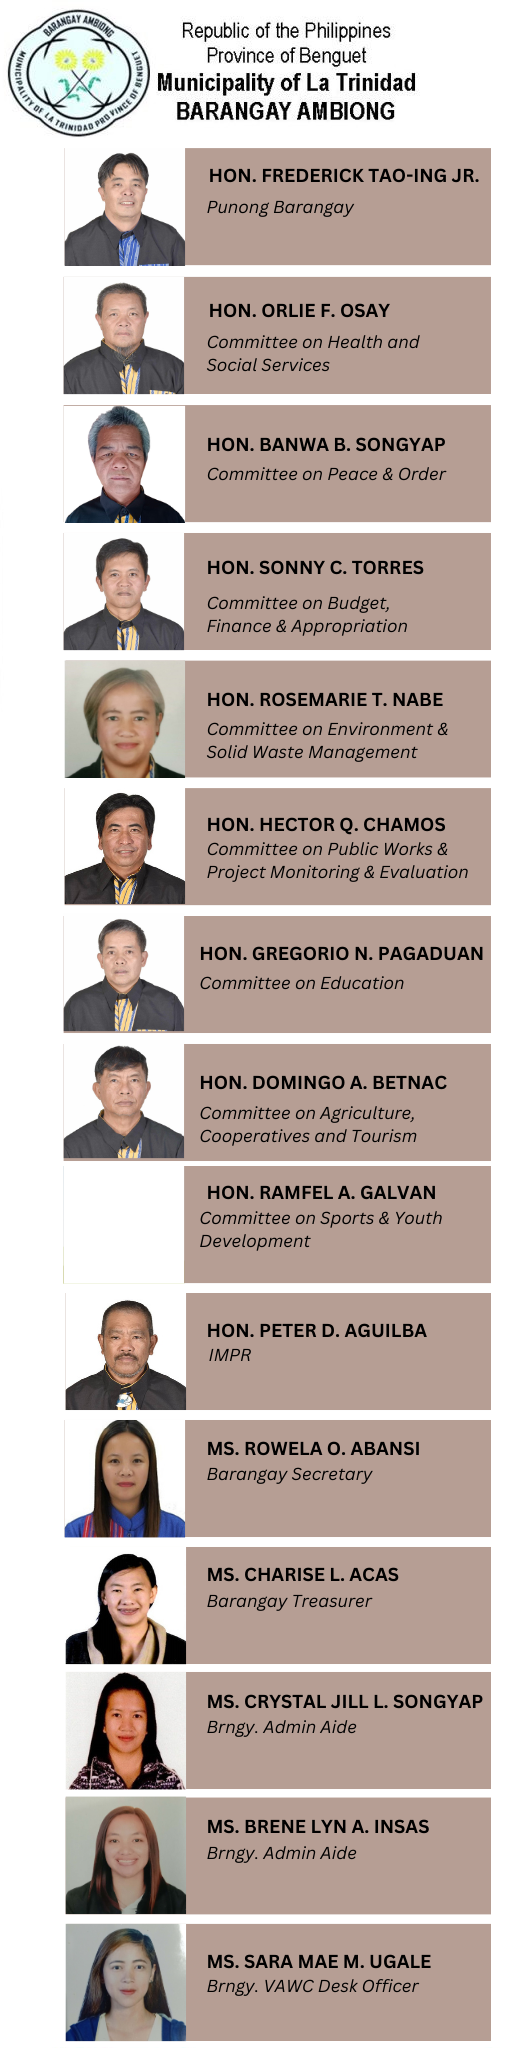 BARANGAY AMBIONG
MUNICIPALITY OF LA TRINIDAD PROVINCE OF BENGUET
Republic of the Philippines
Province of Benguet
Municipality of La Trinidad
BARANGAY AMBIONG
HON. FREDERICK TAO-ING JR.
Punong Barangay
HON. ORLIE F. OSAY
Committee on Health and
Social Services
HON. BANWA B. SONGYAP
Committee on Peace & Order
HON. SONNY C. TORRES
Committee on Budget,
Finance & Appropriation
HON. ROSEMARIE T. NABE
Committee on Environment &
Solid Waste Management
HON. HECTOR Q. CHAMOS
Committee on Public Works &
Project Monitoring & Evaluation
HON. GREGORIO N. PAGADUAN
Committee on Education
HON. DOMINGO A. BETNAC
Committee on Agriculture,
Cooperatives and Tourism
HON. RAMFEL A. GALVAN
Committee on Sports & Youth
Development
HON. PETER D. AGUILBA
IMPR
MS. ROWELA O. ABANSI
Barangay Secretary
MS. CHARISE L. ACAS
Barangay Treasurer
MS. CRYSTAL JILL L. SONGYAP
Brngy. Admin Aide
MS. BRENE LYN A. INSAS
Brngy. Admin Aide
MS. SARA MAE M. UGALE
Brngy. VAWC Desk Officer